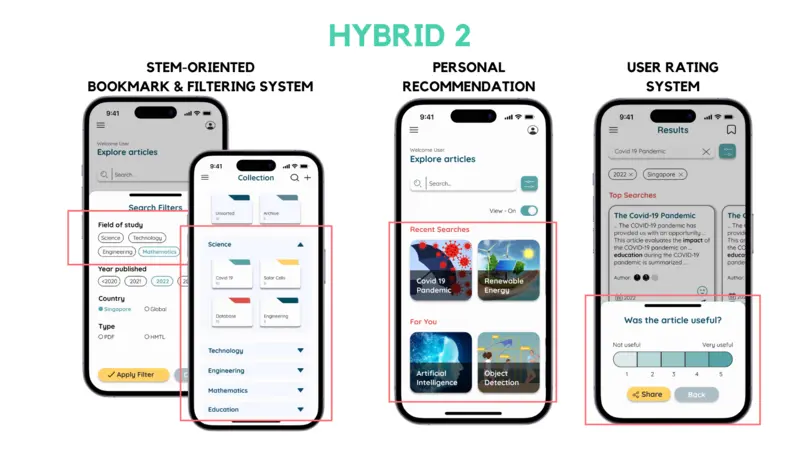 HYBRID 2
STEM-ORIENTED
BOOKMARK & FILTERING SYSTEM
9:41
Welcome User
Explore articles
Search...
Search Filters
Field of study
Science Technology
Engineering Mathematics
Year published
<2020 2021 2022
Country
Singapore Global
Type
PDF HMTL
Apply Filter
9:41
Collection
Unsorted Archive
Science
Covid 19 Solar Cells
Database Engineering
Technology
Engineering
Mathematics
Education
PERSONAL
RECOMMENDATION
9:41
Welcome User
Explore articles
Search...
View - On
Recent Searches
Covid 19
Pandemic
Renewable
Energy
For You
Artificial
Intelligence
Object
Detection
USER RATING
SYSTEM
9:41
Results
Covid 19 Pandemic
2022 Singapore
Top Searches
The Covid-19 Pandemic
... The COVID-19 pandemic has
provided us with an opportunity ...
This article evaluates the impact of
the COVID-19 pandemic on ...
education during the COVID-19
pandemic is summarized ...
Author:
2022
Was the article useful?
Not useful Very useful
1 2 3 4 5
Share Back